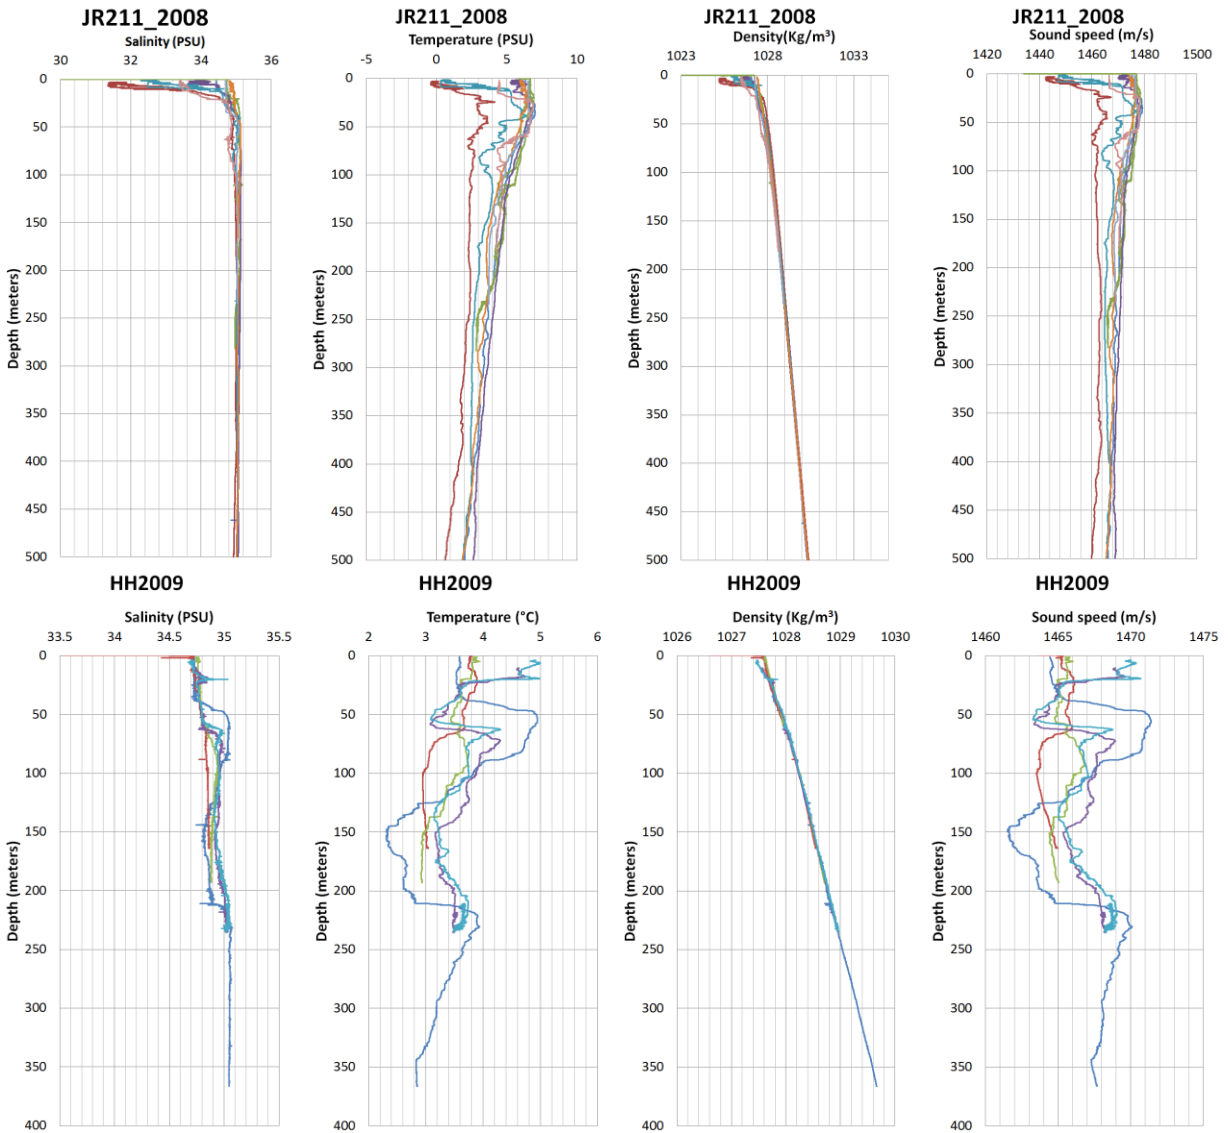 JR211_2008 JR211_2008 JR211_2008 JR211_2008
Salinity (PSU) Temperature (PSU) Density(Kg/m³) Sound speed (m/s)
30 32 34 36 -5 0 5 10 1023 1028 1033 1420 1440 1460 1480 1500
0 0 0 0
50 50 50 50
100 100 100 100
150 150 150 150
200 200 200 200
250 250 250 250
300 300 300 300
350 350 350 350
400 400 400 400
450 450 450 450
500 500 500 500
Depth (meters) Depth (meters) Depth (meters) Depth (meters)
HH2009 HH2009 HH2009 HH2009
Salinity (PSU) Temperature (°C) Density (Kg/m³) Sound speed (m/s)
33.5 34 34.5 35 35.5 2 3 4 5 6 1026 1027 1028 1029 1030 1460 1465 1470 1475
0 0 0 0
50 50 50 50
100 100 100 100
150 150 150 150
200 200 200 200
250 250 250 250
300 300 300 300
350 350 350 350
400 400 400 400
Depth (meters) Depth (meters) Depth (meters) Depth (meters)